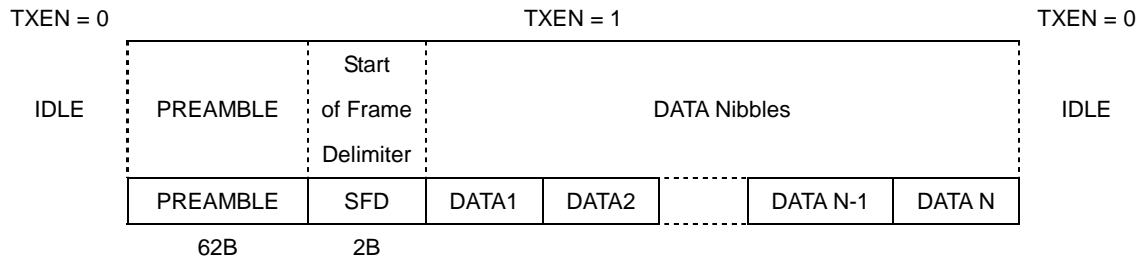 TXEN = 0 TXEN = 1 TXEN = 0
Start
IDLE PREAMBLE of Frame DATA Nibbles IDLE
Delimiter
PREAMBLE SFD DATA1 DATA2 DATA N-1 DATA N
62B 2B